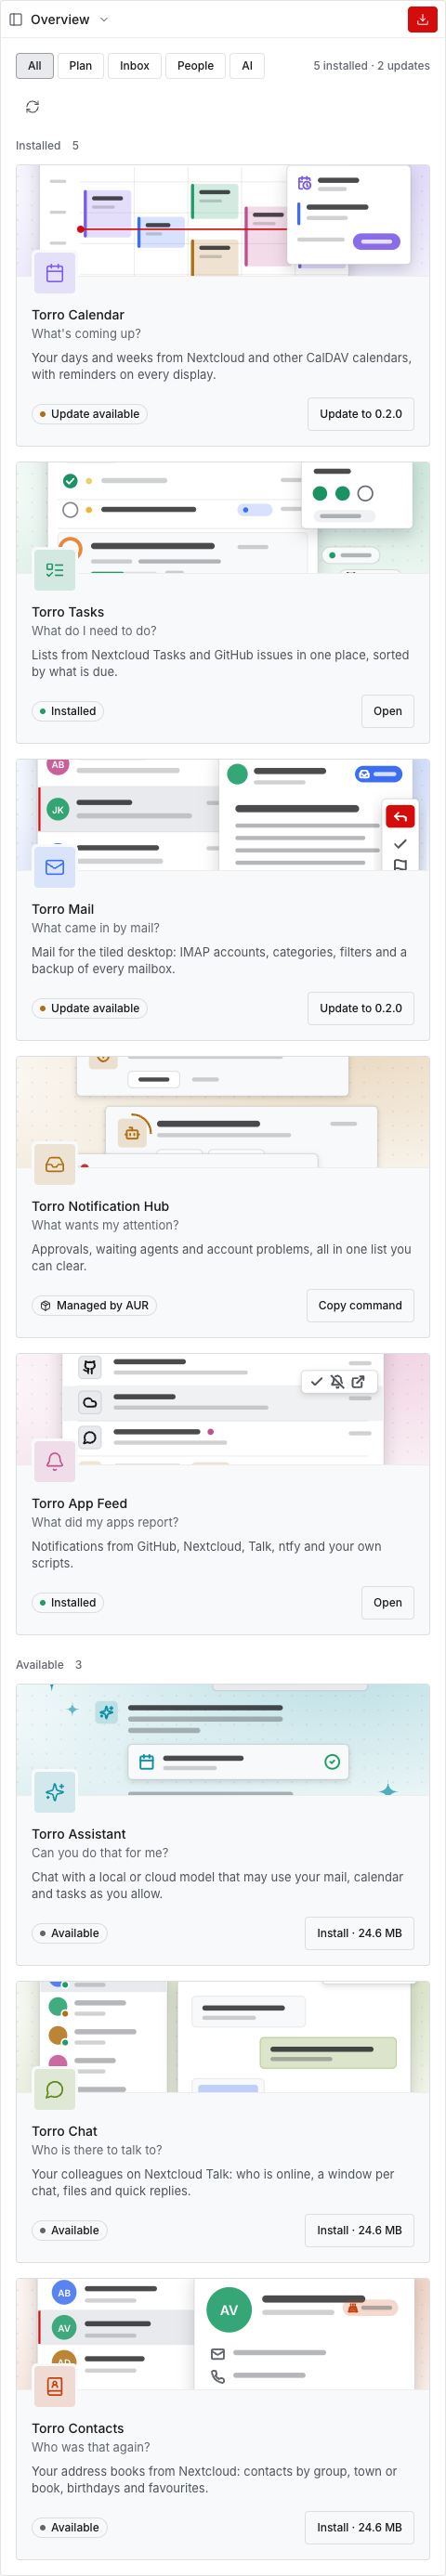 Overview
All
Plan
Inbox
People
AI
5 installed · 2 updates
Installed 5
Torro Calendar
What's coming up?
Your days and weeks from Nextcloud and other CalDAV calendars,
with reminders on every display.
Update available
Update to 0.2.0
Torro Tasks
What do I need to do?
Lists from Nextcloud Tasks and GitHub issues in one place, sorted
by what is due.
Installed
Open
AB
JK
Torro Mail
What came in by mail?
Mail for the tiled desktop: IMAP accounts, categories, filters and a
backup of every mailbox.
Update available
Update to 0.2.0
Torro Notification Hub
What wants my attention?
Approvals, waiting agents and account problems, all in one list you
can clear.
Managed by AUR
Copy command
Torro App Feed
What did my apps report?
Notifications from GitHub, Nextcloud, Talk, ntfy and your own
scripts.
Installed
Open
Available 3
Torro Assistant
Can you do that for me?
Chat with a local or cloud model that may use your mail, calendar
and tasks as you allow.
Available
Install · 24.6 MB
Torro Chat
Who is there to talk to?
Your colleagues on Nextcloud Talk: who is online, a window per
chat, files and quick replies.
Available
Install · 24.6 MB
AB
AV
AV
Torro Contacts
Who was that again?
Your address books from Nextcloud: contacts by group, town or
book, birthdays and favourites.
Available
Install · 24.6 MB